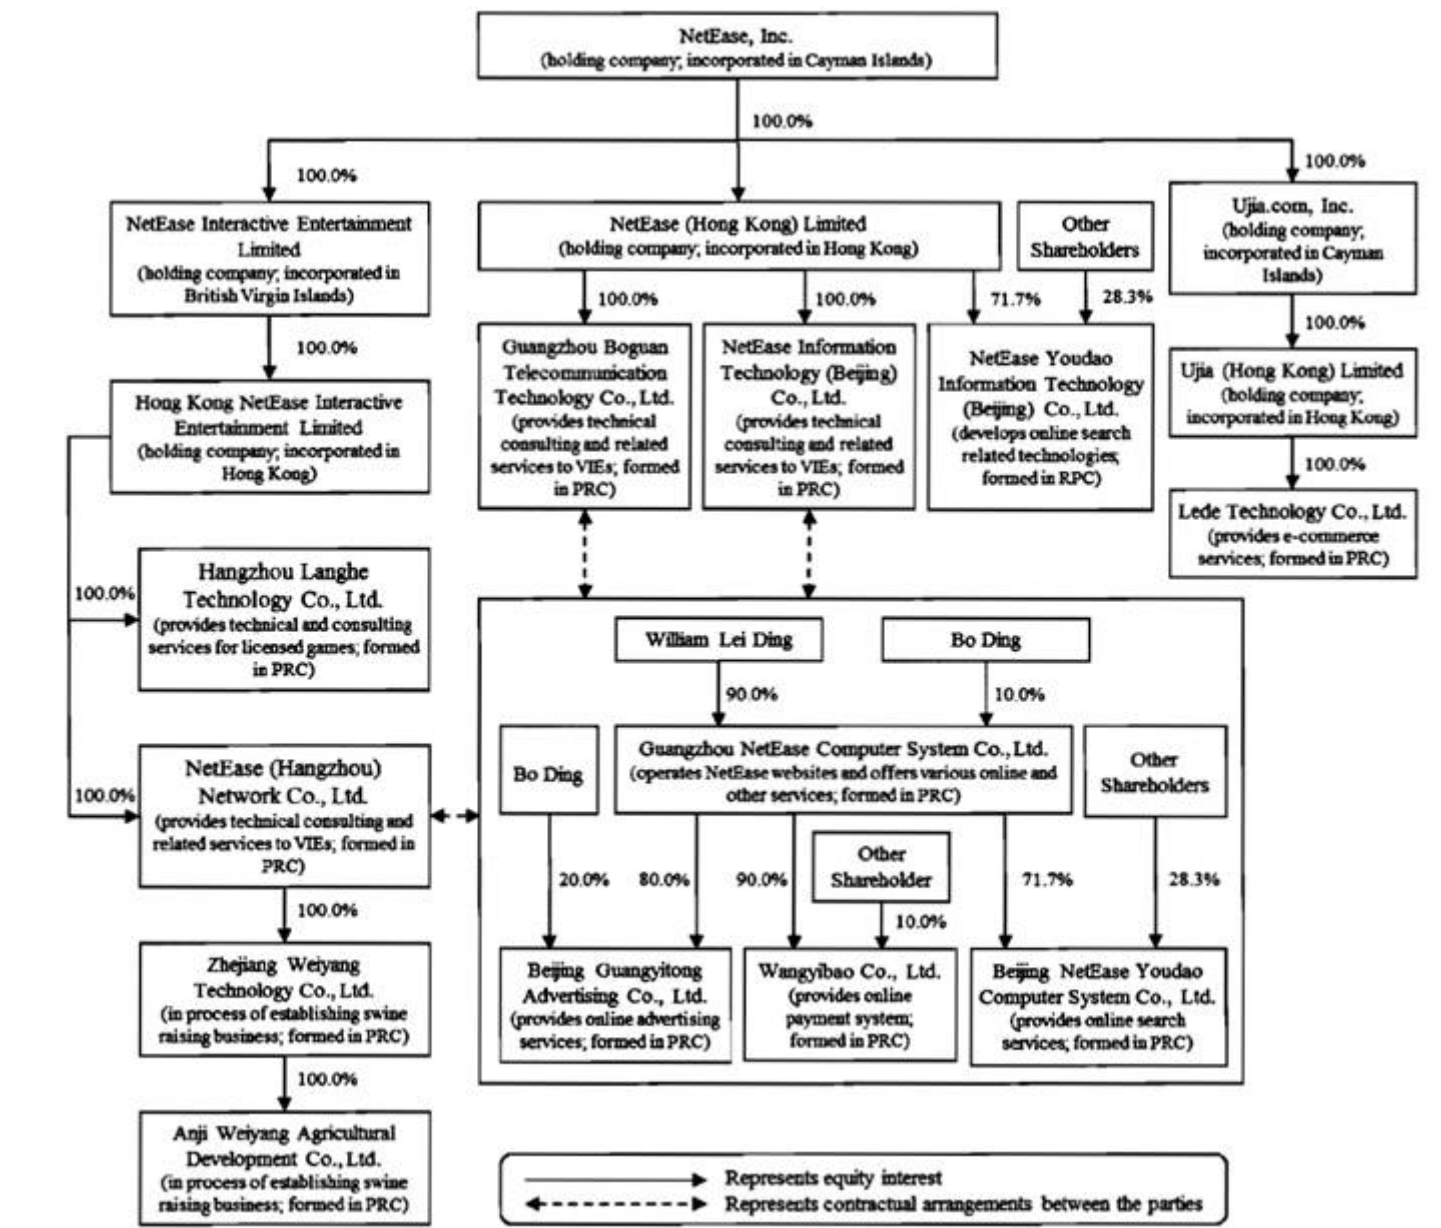 NetEase, Inc.
(holding company; incorporated in Cayman Islands)
100.0%
100.0%
100.0%
NetEase Interactive Entertainment
Limited
(holding company; incorporated in
British Virgin Islands)
NetEase (Hong Kong) Limited
(holding company; incorporated in Hong Kong)
Other
Shareholders
Ujia.com, Inc.
(holding company;
incorporated in Cayman
Islands)
100.0%
100.0%
100.0%
71.7%
28.3%
100.0%
Hong Kong NetEase Interactive
Entertainment Limited
(holding company; incorporated in
Hong Kong)
Guangzhou Boguan
Telecommunication
Technology Co., Ltd.
(provides technical
consulting and related
services to VIEs; formed
in PRC)
NetEase Information
Technology (Beijing)
Co., Ltd.
(provides technical
consulting and related
services to VIEs; formed
in PRC)
NetEase Youdao
Information Technology
(Beijing) Co., Ltd.
(develops online search
related technologies;
formed in RPC)
Ujia (Hong Kong) Limited
(holding company;
incorporated in Hong Kong)
100.0%
Lede Technology Co., Ltd.
(provides e-commerce
services; formed in PRC)
100.0%
Hangzhou Langhe
Technology Co., Ltd.
(provides technical and consulting
services for licensed games; formed
in PRC)
William Lei Ding
Bo Ding
90.0%
10.0%
100.0%
NetEase (Hangzhou)
Network Co., Ltd.
(provides technical consulting and
related services to VIEs; formed in
PRC)
Bo Ding
Guangzhou NetEase Computer System Co., Ltd.
(operates NetEase websites and offers various online and
other services; formed in PRC)
Other
Shareholders
Other
Shareholder
20.0%
80.0%
90.0%
71.7%
28.3%
10.0%
100.0%
Zhejiang Weiyang
Technology Co., Ltd.
(in process of establishing swine
raising business; formed in PRC)
Beijing Guangyitong
Advertising Co., Ltd.
(provides online advertising
services; formed in PRC)
Wangyibao Co., Ltd.
(provides online
payment system;
formed in PRC)
Beijing NetEase Youdao
Computer System Co., Ltd.
(provides online search
services; formed in PRC)
100.0%
Anji Weiyang Agricultural
Development Co., Ltd.
(in process of establishing swine
raising business; formed in PRC)
Represents equity interest
Represents contractual arrangements between the parties